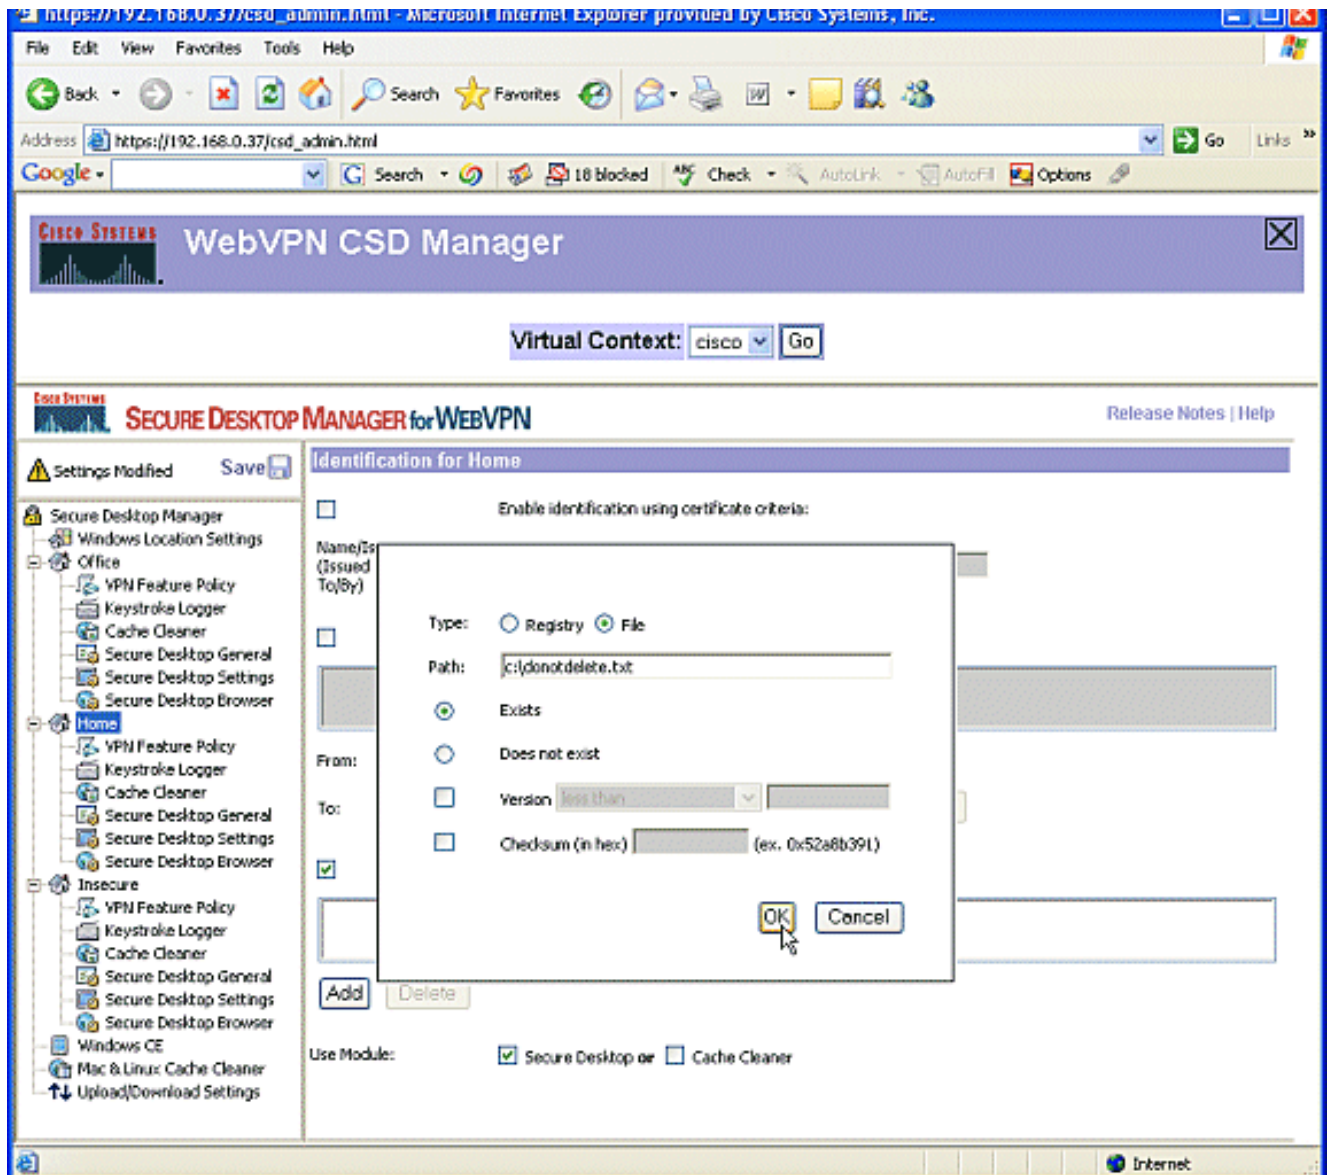 https://192.168.0.37/csd_admin.html - Microsoft Internet Explorer provided by Cisco Systems, Inc.
File Edit View Favorites Tools Help
Back Search Favorites
Address https://192.168.0.37/csd_admin.html Go Links »
Google Search 18 blocked ABC Check AutoLink AutoFill Options
CISCO SYSTEMS WebVPN CSD Manager
Virtual Context: cisco Go
CISCO SYSTEMS SECURE DESKTOP MANAGER for WEBVPN Release Notes | Help
Settings Modified Save
Secure Desktop Manager
Windows Location Settings
Office
VPN Feature Policy
Keystroke Logger
Cache Cleaner
Secure Desktop General
Secure Desktop Settings
Secure Desktop Browser
Home
VPN Feature Policy
Keystroke Logger
Cache Cleaner
Secure Desktop General
Secure Desktop Settings
Secure Desktop Browser
Insecure
VPN Feature Policy
Keystroke Logger
Cache Cleaner
Secure Desktop General
Secure Desktop Settings
Secure Desktop Browser
Windows CE
Mac & Linux Cache Cleaner
Upload/Download Settings
Identification for Home
Enable identification using certificate criteria:
Name/Is
(Issued
To/By)
From:
To:
Type: Registry File
Path: c:\donotdelete.txt
Exists
Does not exist
Version less than
Checksum (in hex) (ex. 0x52a8b391)
OK Cancel
Add Delete
Use Module: Secure Desktop or Cache Cleaner
Internet